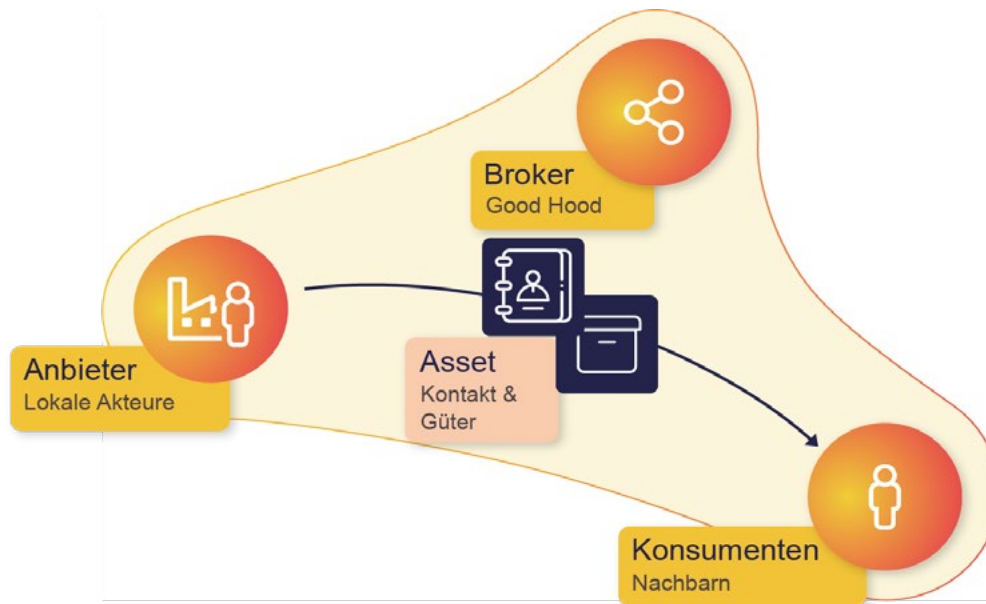 Broker
Good Hood
Anbieter
Lokale Akteure
Asset
Kontakt &
Güter
Konsumenten
Nachbarn